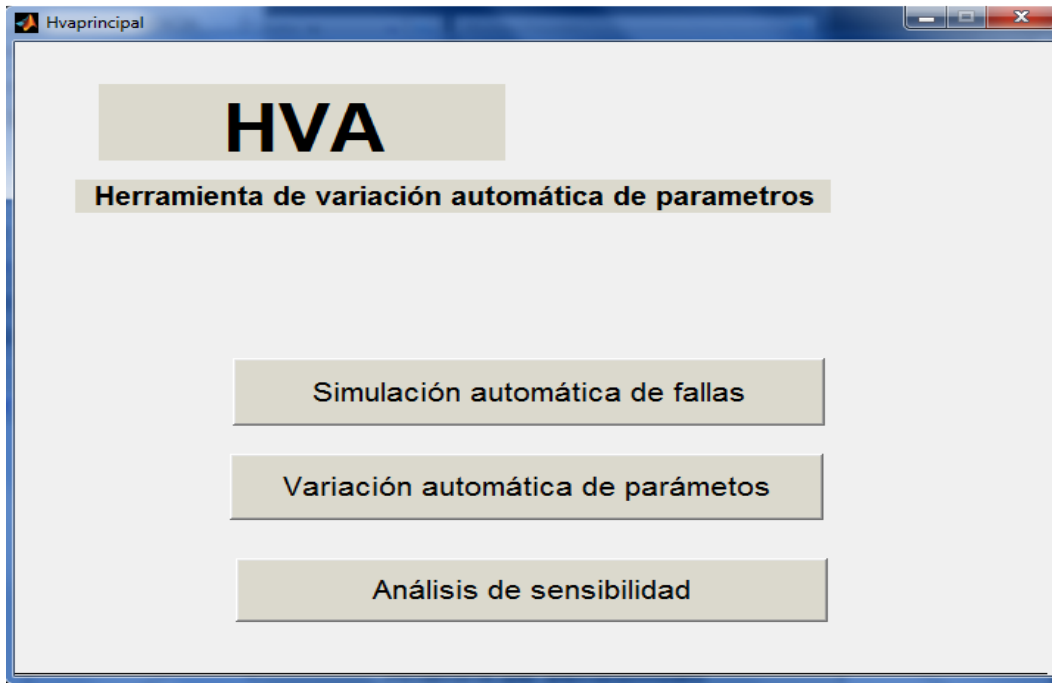 Hvaprincipal
HVA
Herramienta de variación automática de parametros
Simulación automática de fallas
Variación automática de parámetos
Análisis de sensibilidad